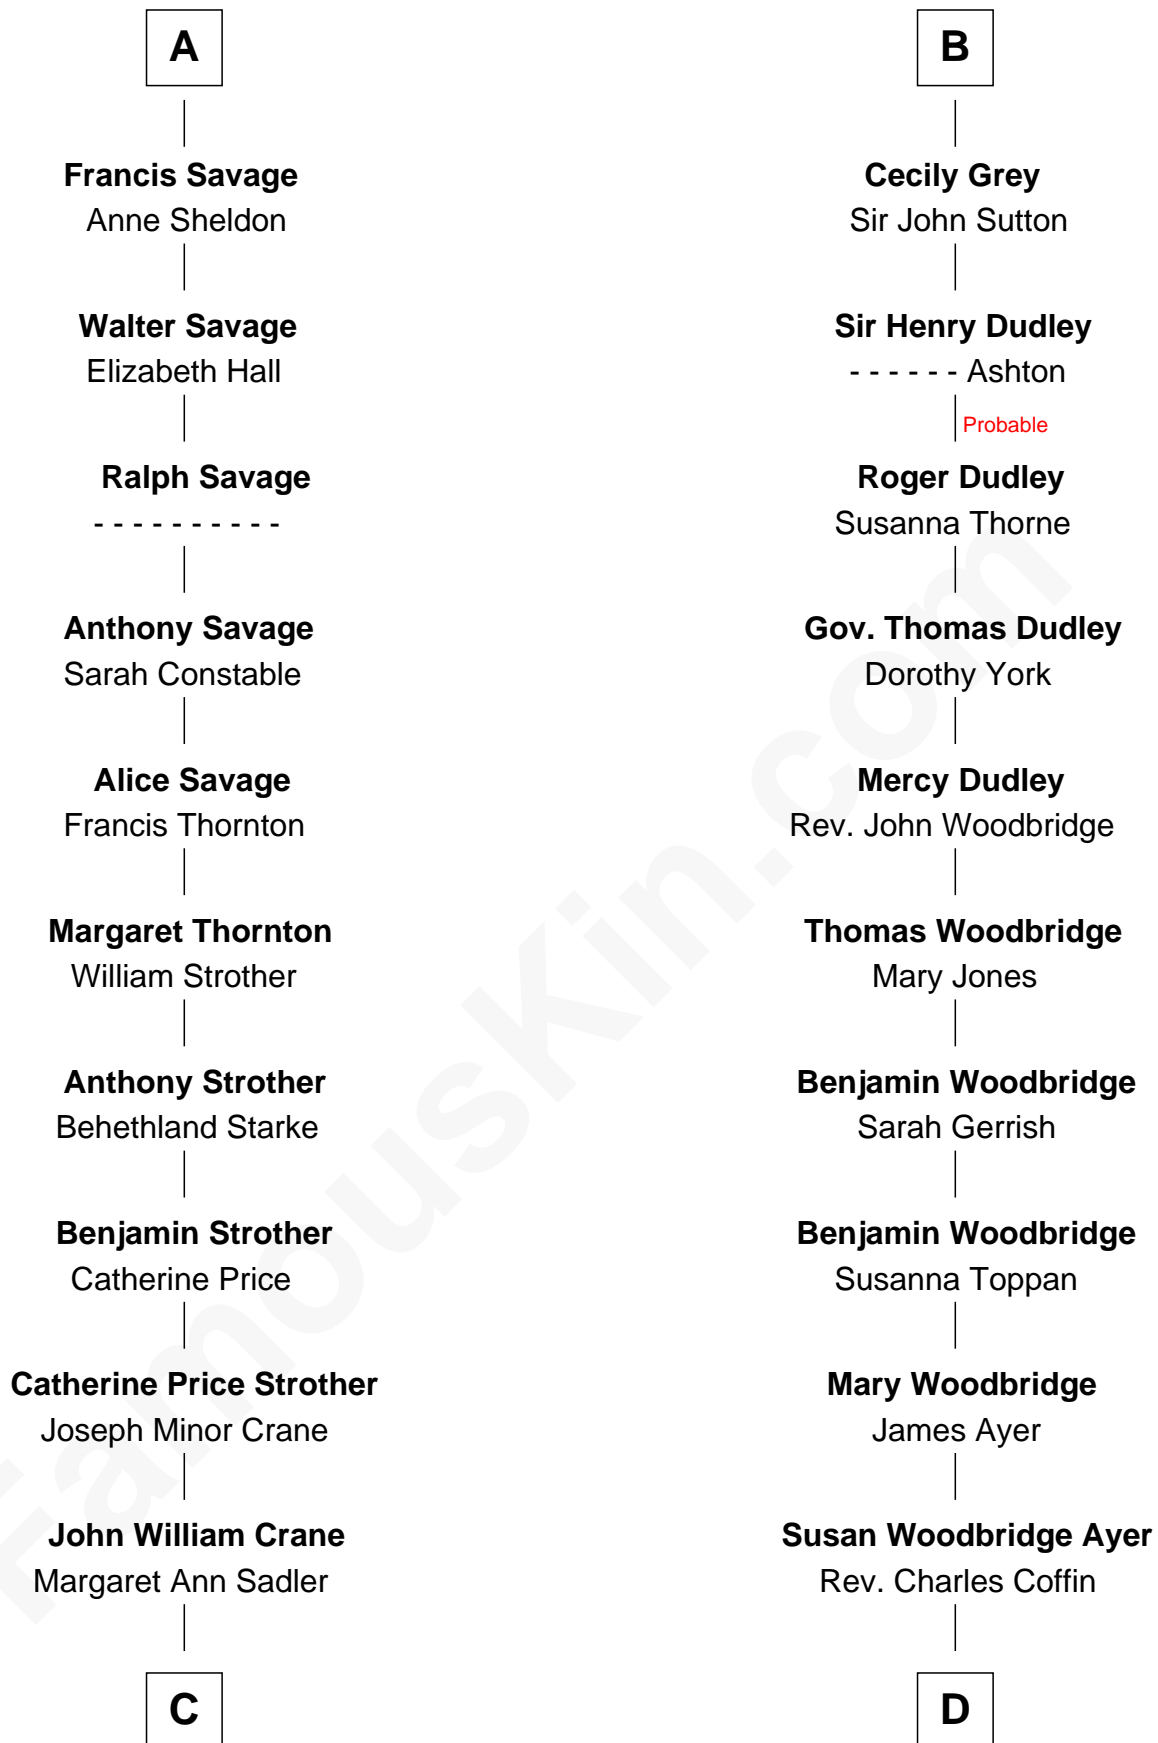 A
Francis Savage
Anne Sheldon
Walter Savage
Elizabeth Hall
Ralph Savage
- - - - - - - - - -
Anthony Savage
Sarah Constable
Alice Savage
Francis Thornton
Margaret Thornton
William Strother
Anthony Strother
Behethland Starke
Benjamin Strother
Catherine Price
Catherine Price Strother
Joseph Minor Crane
John William Crane
Margaret Ann Sadler
C
B
Cecily Grey
Sir John Sutton
Sir Henry Dudley
- - - - - - Ashton
Probable
Roger Dudley
Susanna Thorne
Gov. Thomas Dudley
Dorothy York
Mercy Dudley
Rev. John Woodbridge
Thomas Woodbridge
Mary Jones
Benjamin Woodbridge
Sarah Gerrish
Benjamin Woodbridge
Susanna Toppan
Mary Woodbridge
James Ayer
Susan Woodbridge Ayer
Rev. Charles Coffin
D
FamousKin.com